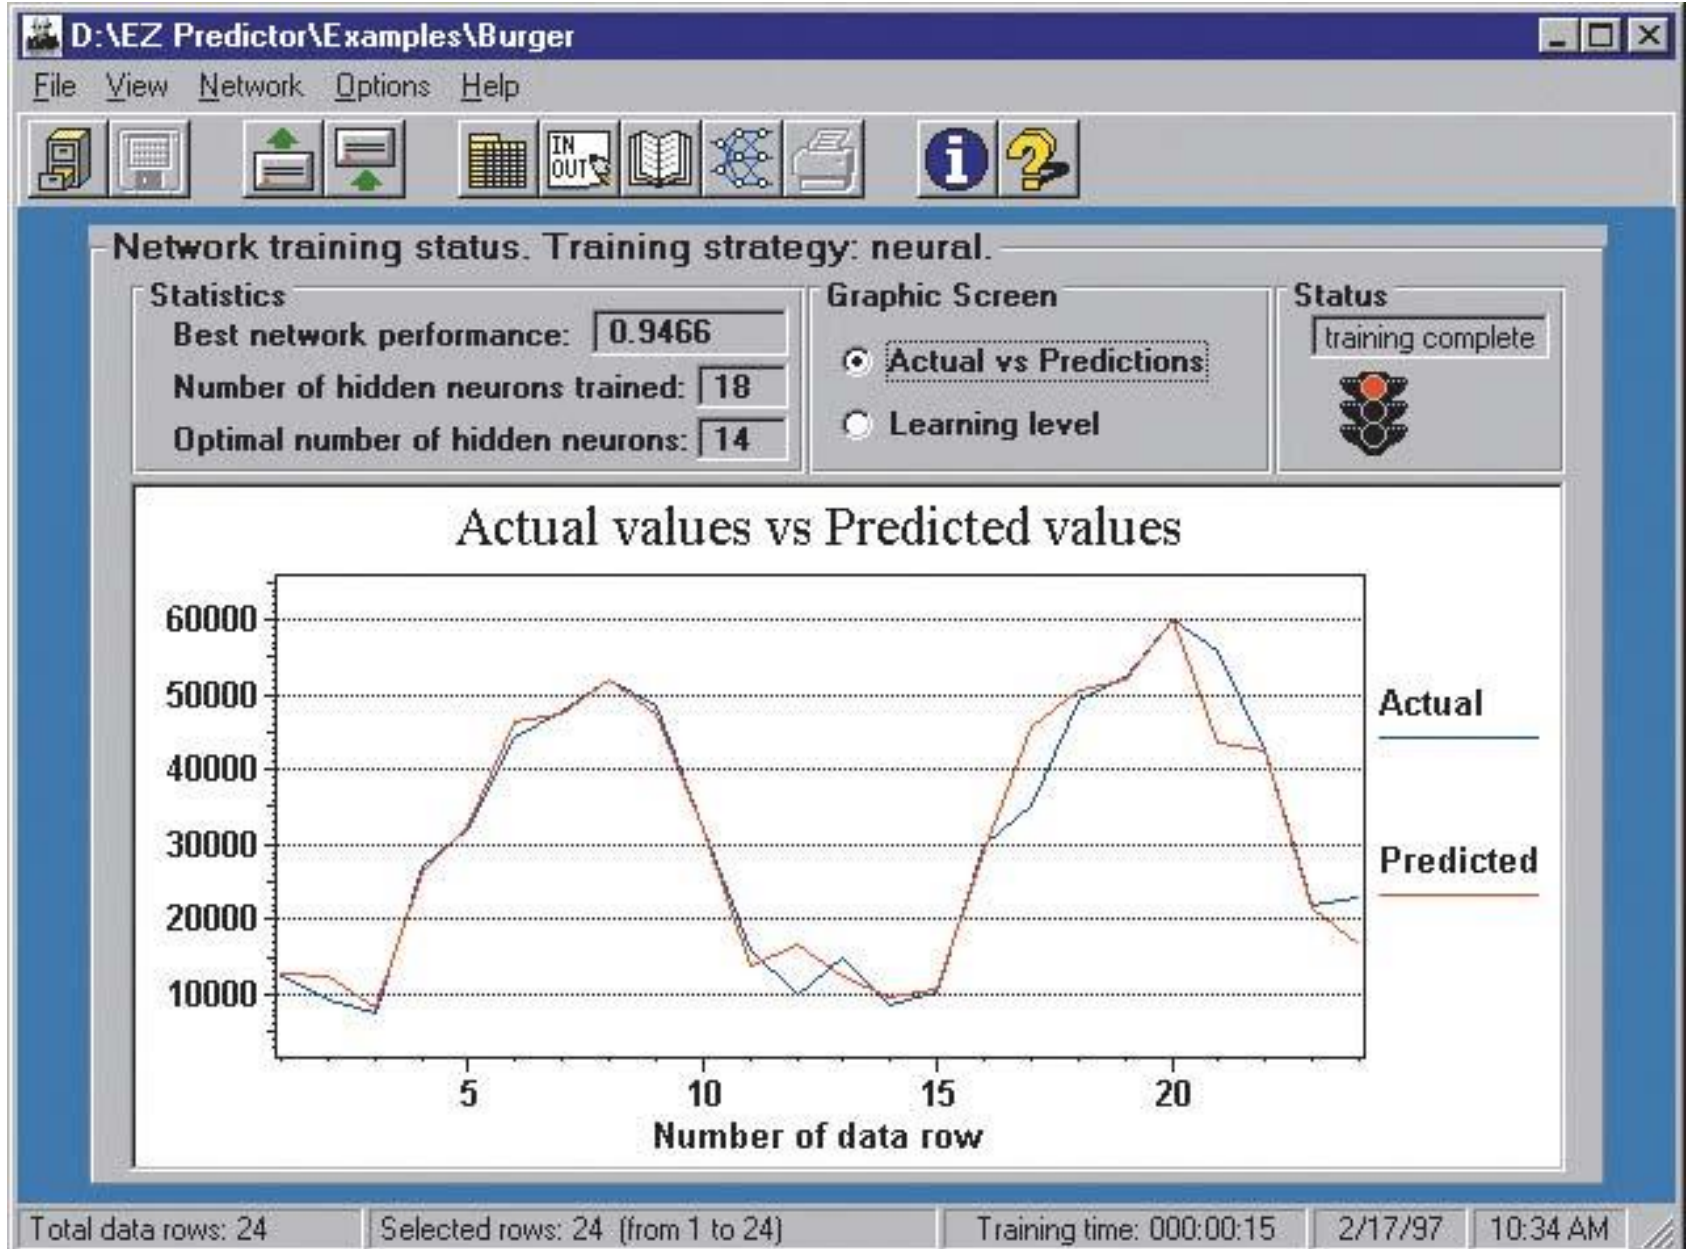 D:\EZ Predictor\Examples\Burger
File View Network Options Help
IN
OUT
Network training status. Training strategy: neural.
Statistics
Best network performance: 0.9466
Number of hidden neurons trained: 18
Optimal number of hidden neurons: 14
Graphic Screen
Actual vs Predictions
Learning level
Status
training complete
Actual values vs Predicted values
60000
50000
40000
30000
20000
10000
5 10 15 20
Number of data row
Actual
Predicted
Total data rows: 24 Selected rows: 24 (from 1 to 24) Training time: 000:00:15 2/17/97 10:34 AM